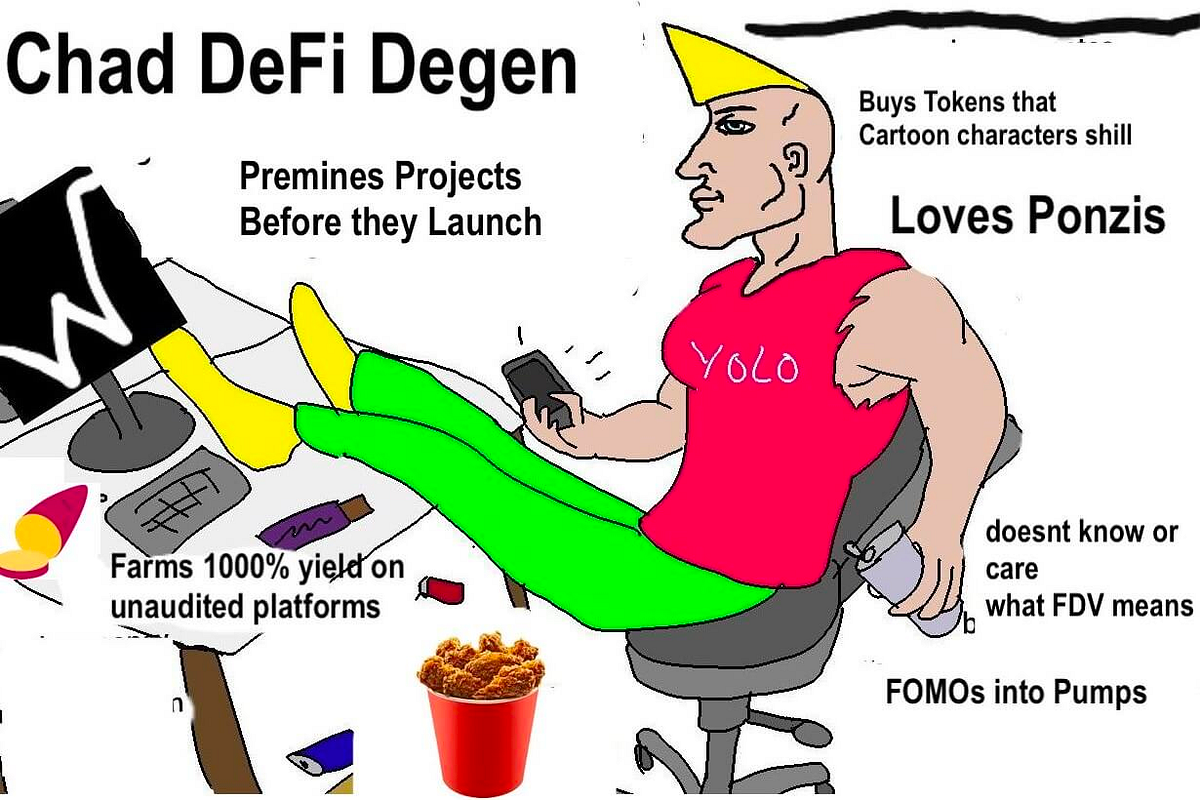 Chad DeFi Degen
Buys Tokens that
Cartoon characters shill
Premines Projects
Before they Launch
Loves Ponzis
W
YOLO
Farms 1000% yield on
unaudited platforms
doesnt know or
care
what FDV means
b
FOMOs into Pumps
n